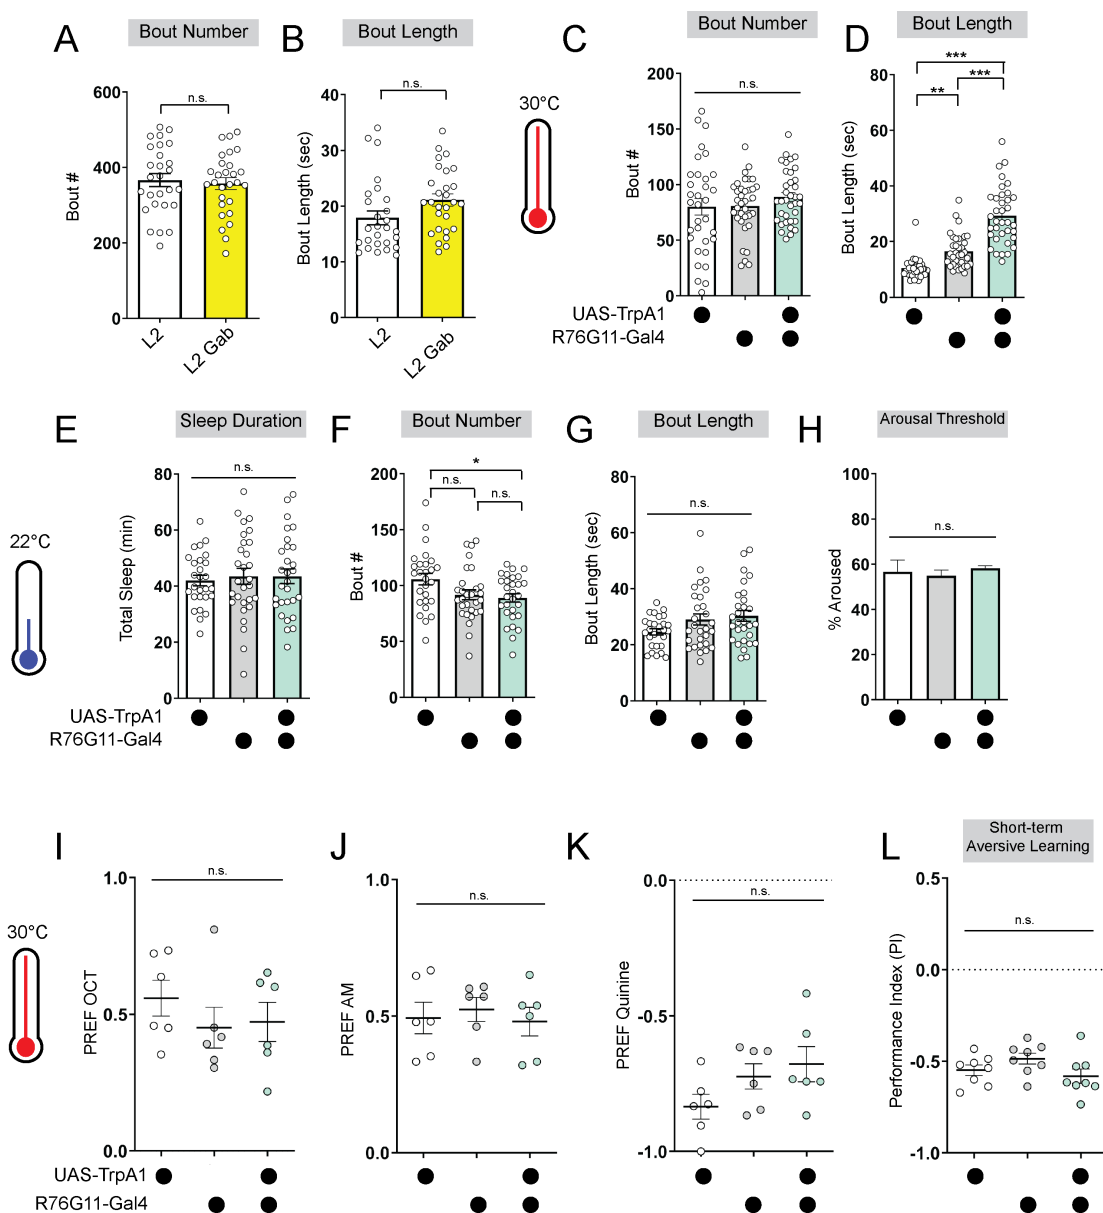 A
Bout Number
600
400
200
0
Bout #
n.s.
L2
L2 Gab
B
Bout Length
40
30
20
10
0
Bout Length (sec)
n.s.
L2
L2 Gab
30°C
C
Bout Number
200
150
100
50
0
Bout #
n.s.
UAS-TrpA1
R76G11-Gal4
D
Bout Length
80
60
40
20
0
Bout Length (sec)
***
***
**
22°C
E
Sleep Duration
80
60
40
20
0
Total Sleep (min)
n.s.
UAS-TrpA1
R76G11-Gal4
F
Bout Number
200
150
100
50
0
Bout #
*
n.s.
n.s.
G
Bout Length
80
60
40
20
0
Bout Length (sec)
n.s.
H
Arousal Threshold
100
80
60
40
20
0
% Aroused
n.s.
30°C
I
1.0
0.5
0.0
PREF OCT
n.s.
UAS-TrpA1
R76G11-Gal4
J
1.0
0.5
0.0
PREF AM
n.s.
K
0.0
-0.5
-1.0
PREF Quinine
n.s.
L
Short-term
Aversive Learning
0.5
0.0
-0.5
-1.0
Performance Index (PI)
n.s.